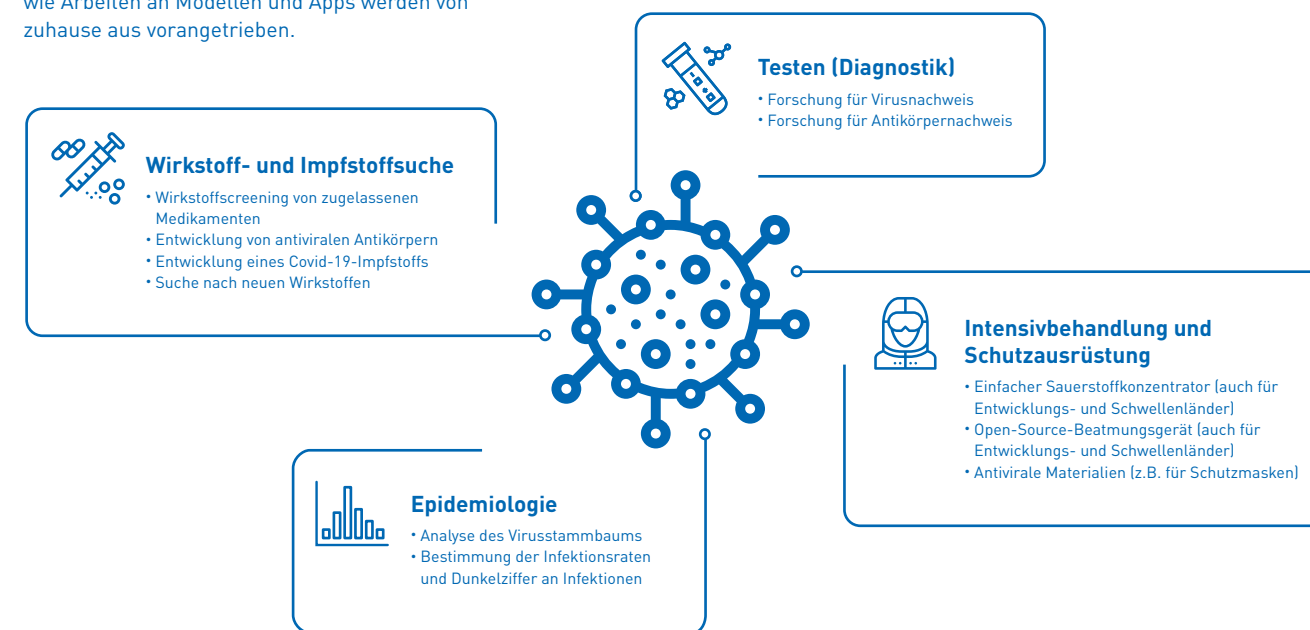 wie Arbeiten an Modellen und Apps werden von
zuhause aus vorangetrieben.
Testen (Diagnostik)
• Forschung für Virusnachweis
• Forschung für Antikörpernachweis
Wirkstoff- und Impfstoffsuche
• Wirkstoffscreening von zugelassenen
Medikamenten
• Entwicklung von antiviralen Antikörpern
• Entwicklung eines Covid-19-Impfstoffs
• Suche nach neuen Wirkstoffen
Intensivbehandlung und
Schutzausrüstung
• Einfacher Sauerstoffkonzentrator (auch für
Entwicklungs- und Schwellenländer)
• Open-Source-Beatmungsgerät (auch für
Entwicklungs- und Schwellenländer)
• Antivirale Materialien (z.B. für Schutzmasken)
Epidemiologie
• Analyse des Virusstammbaums
• Bestimmung der Infektionsraten
und Dunkelziffer an Infektionen